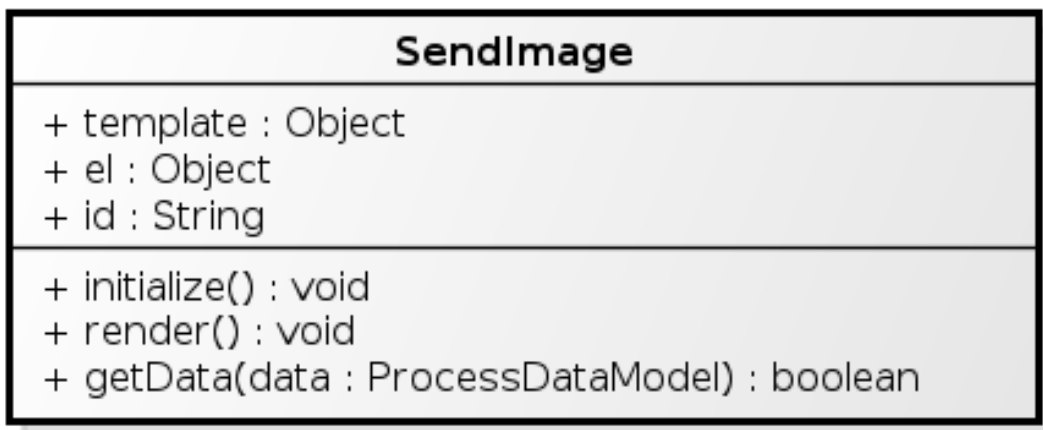 SendImage
+ template : Object
+ el : Object
+ id : String
+ initialize() : void
+ render() : void
+ getData(data : ProcessDataModel) : boolean